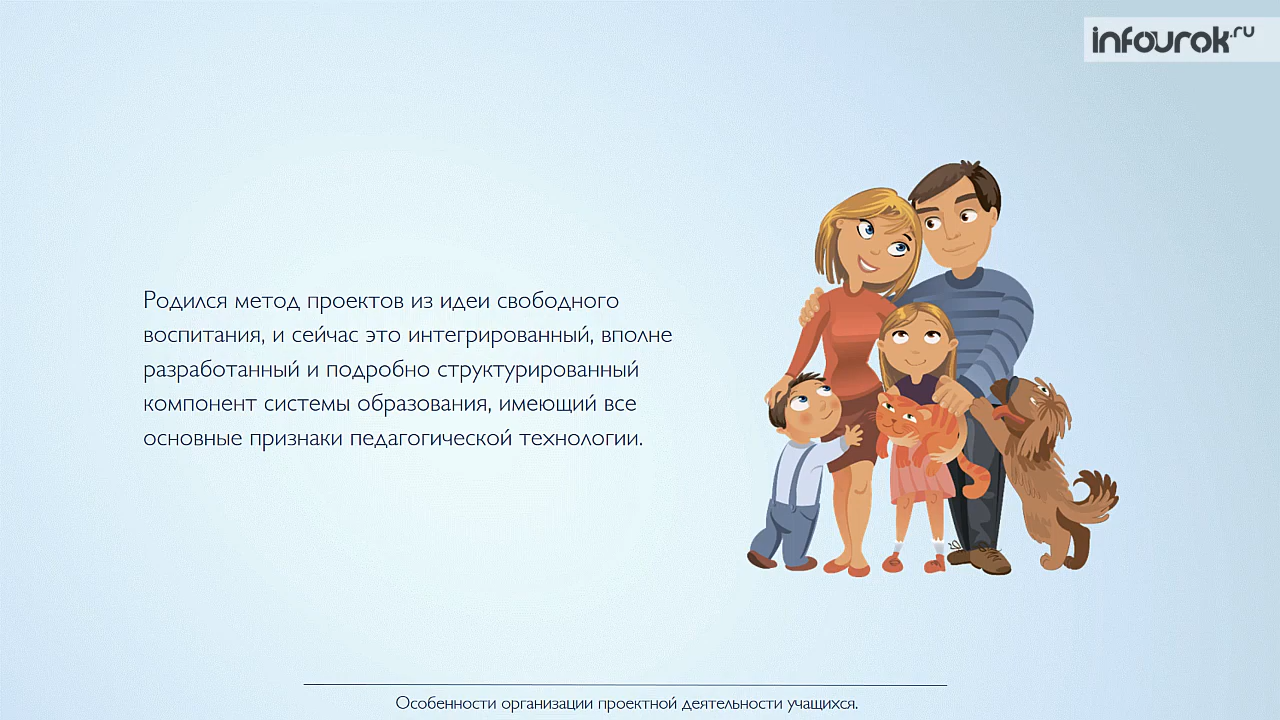 infourok.ru
Родился метод проектов из идеи свободного
воспитания, и сейчас это интегрированный, вполне
разработанный и подробно структурированный
компонент системы образования, имеющий все
основные признаки педагогической технологии.
Особенности организации проектной деятельности учащихся.